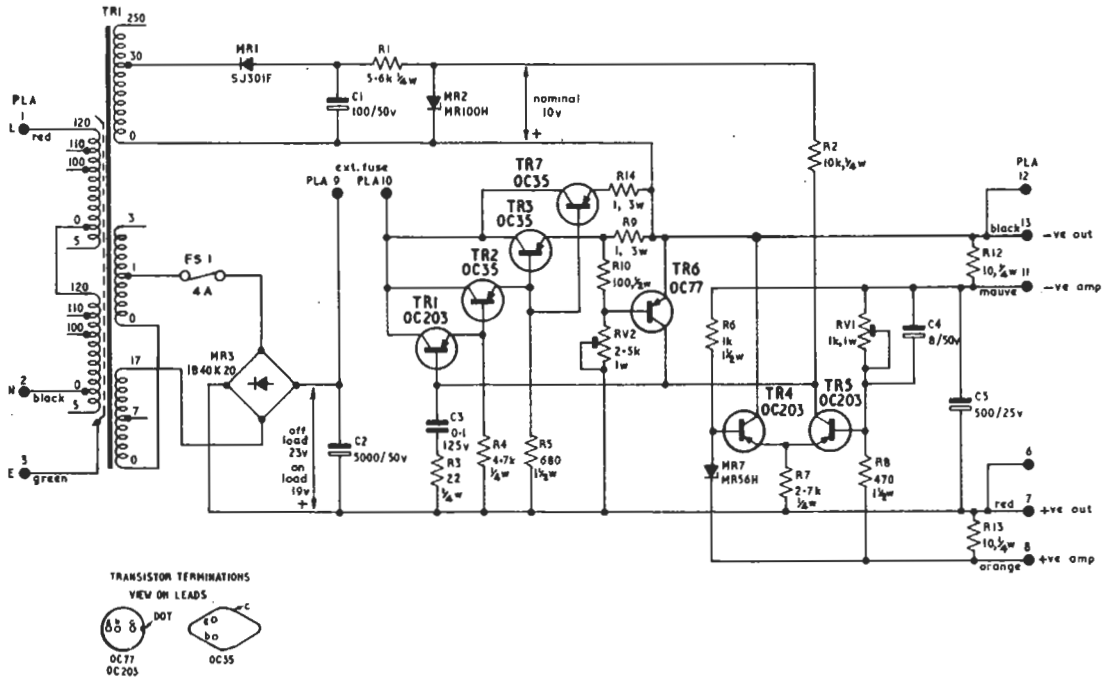 TR1
250
30
0
MR1
SJ301F
R1
5·6k ¼w
C1
100/50v
MR2
MR100H
nominal
10v
+
PLA
1
L
red
120
110
100
0
5
120
110
100
0
5
N
2
black
E
3
green
3
1
0
17
7
0
FS 1
4A
MR3
1B40K20
ext.fuse
PLA 9
PLA10
off
load
23v
on
load
19v
+
C2
5000/50v
TR7
OC35
TR3
OC35
TR2
OC35
TR1
OC203
R14
1, 3w
R9
1, 3w
R10
100,½w
TR6
OC77
RV2
2·5k
1w
C3
0·1
125v
R3
22
¼w
R4
4·7k
¼w
R5
680
1½w
R2
10k,¼w
R6
1k
1½w
MR7
MR56H
TR4
OC203
TR5
OC203
R7
2·7k
¼w
RV1
1k,1w
C4
8/50v
R8
470
1½w
C5
500/25v
PLA
12
black
13
-ve out
R12
10,¼w
mauve
11
-ve amp
6
red
7
+ve out
R13
10,¼w
8
orange
+ve amp
TRANSISTOR TERMINATIONS
VIEW ON LEADS
DOT
b
c
OC77
OC203
c
e
b
OC35